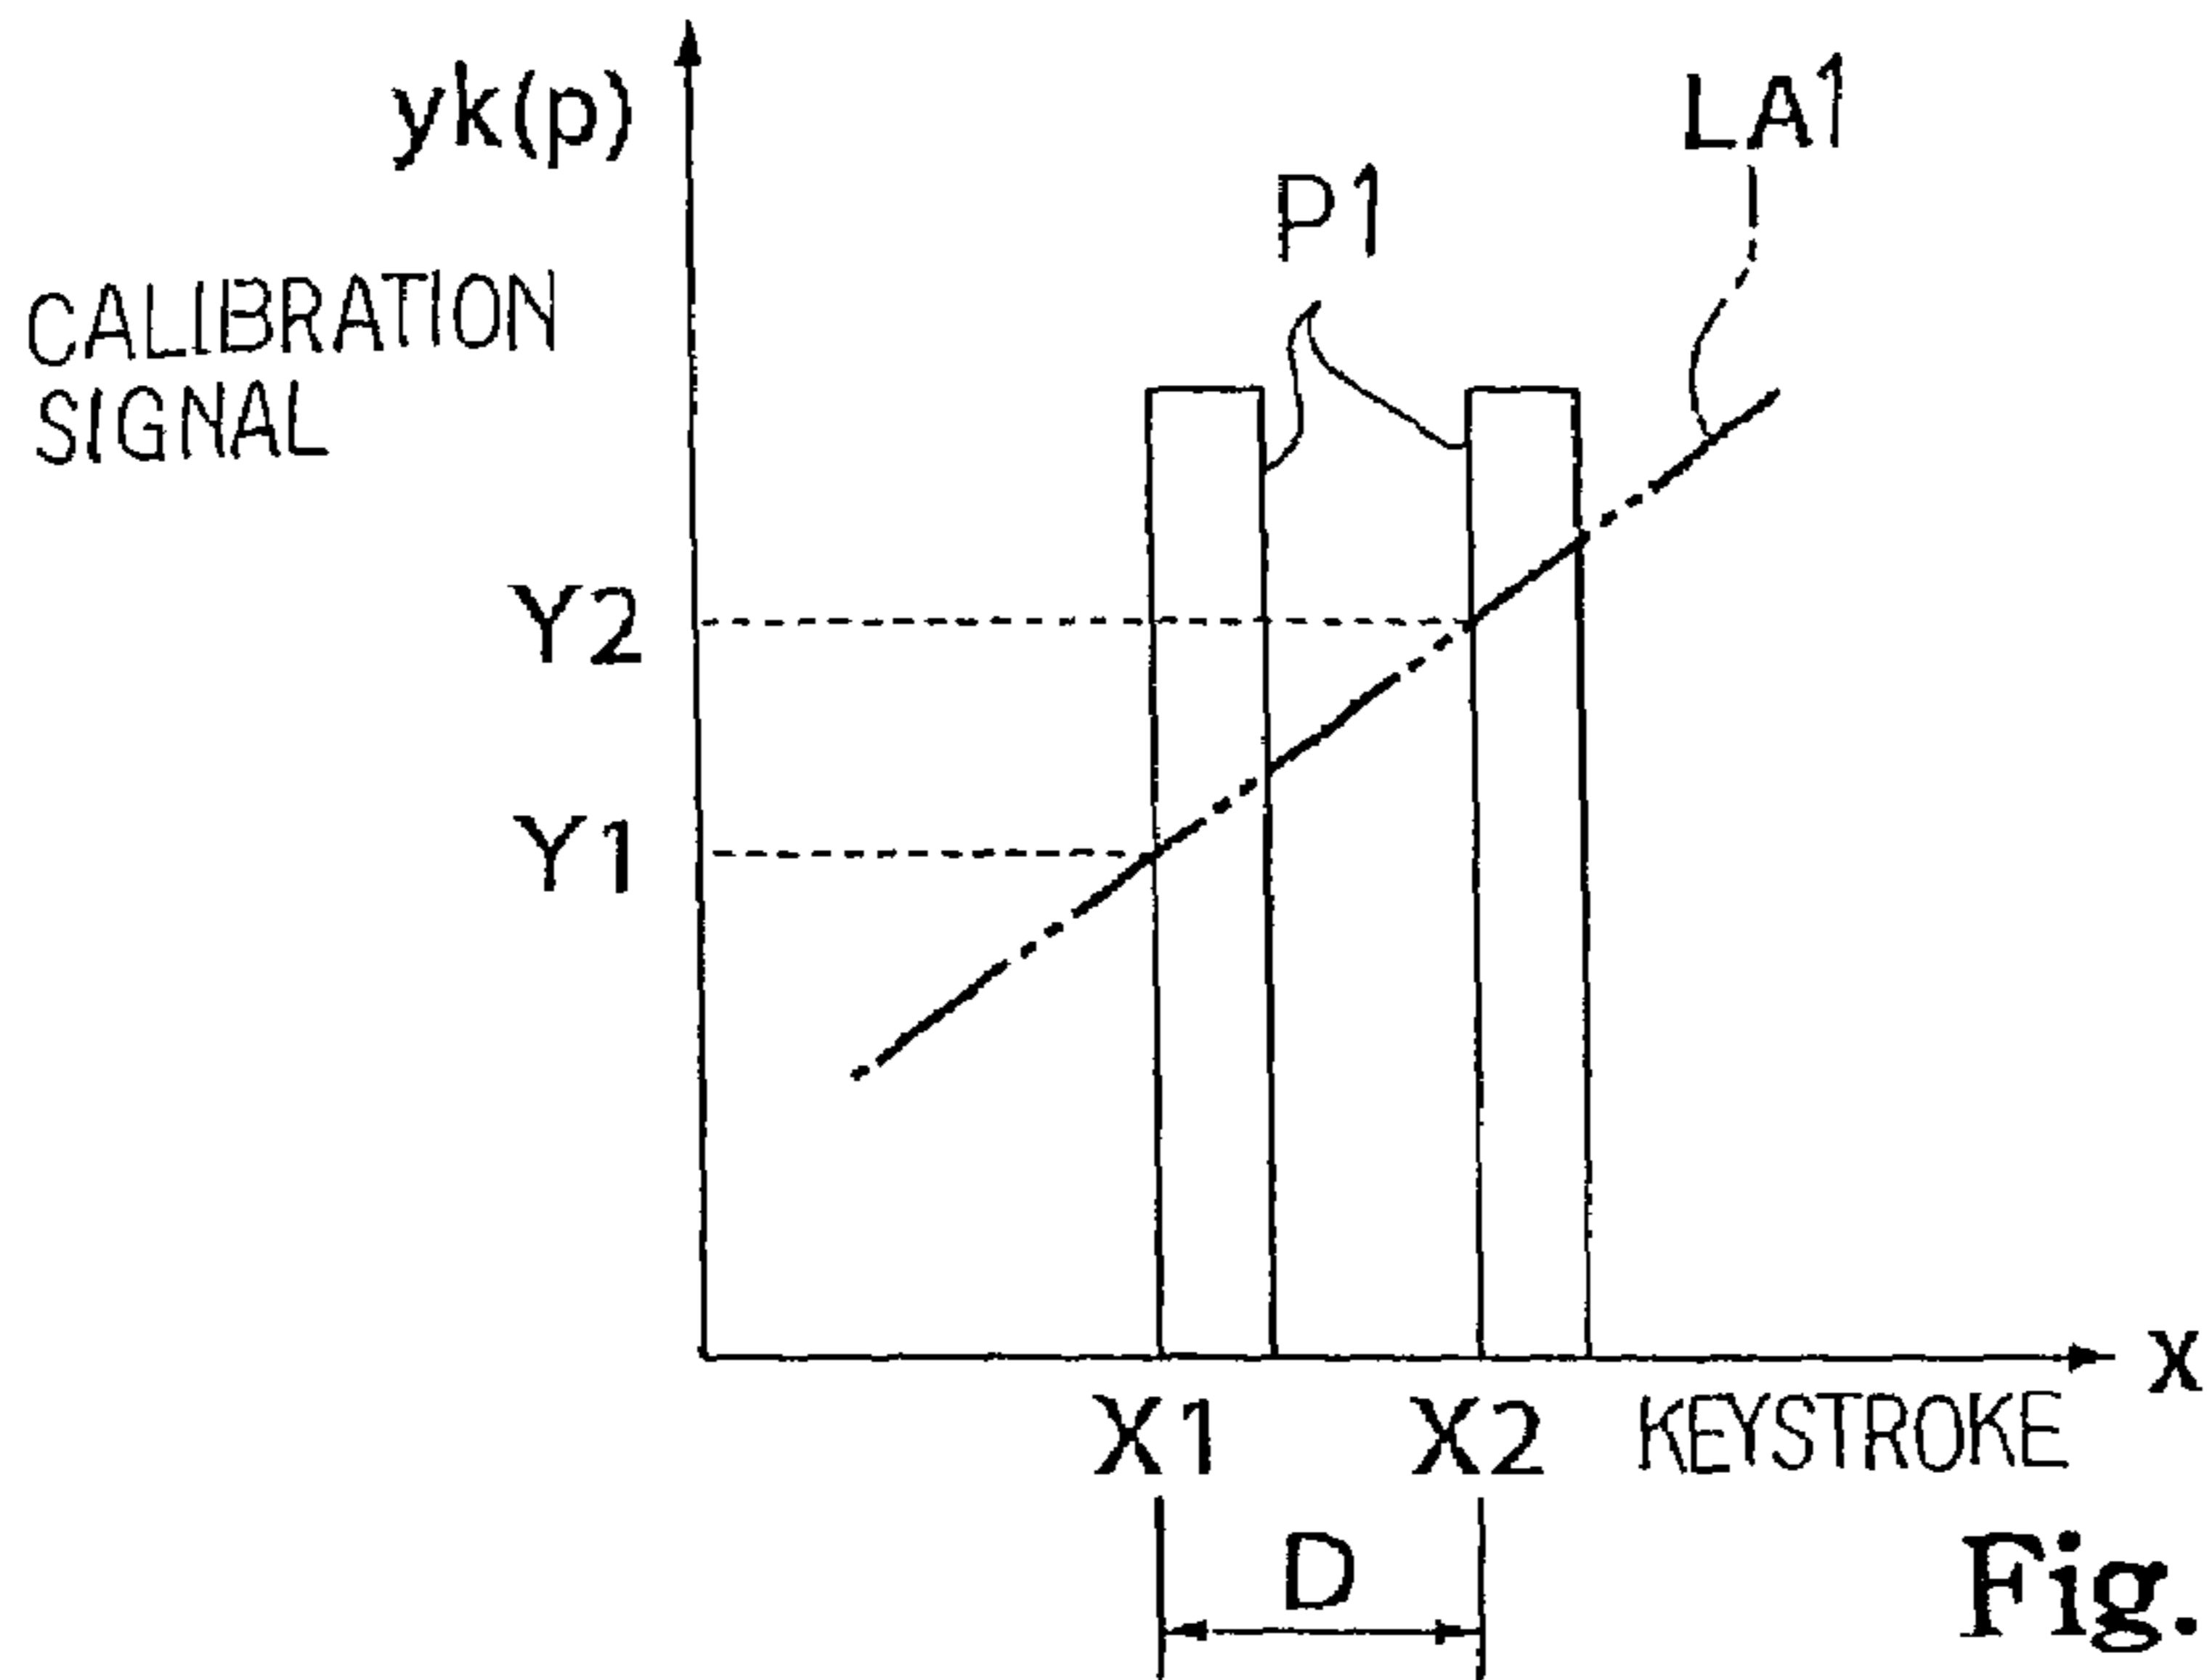 yk(p)
LA1
P1
CALIBRATION
SIGNAL
Y2
Y1
X
X1
X2
KEYSTROKE
D
Fig.